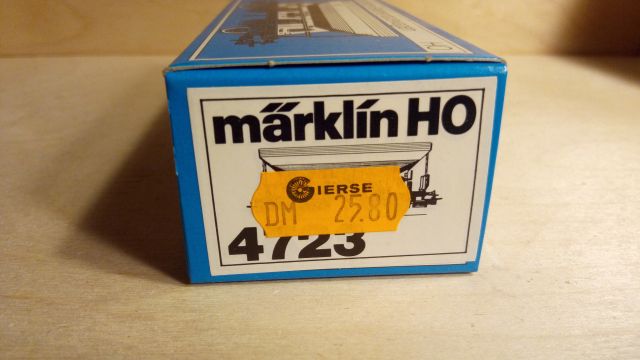 märklin HO
GIERSE
DM 25.80
4723